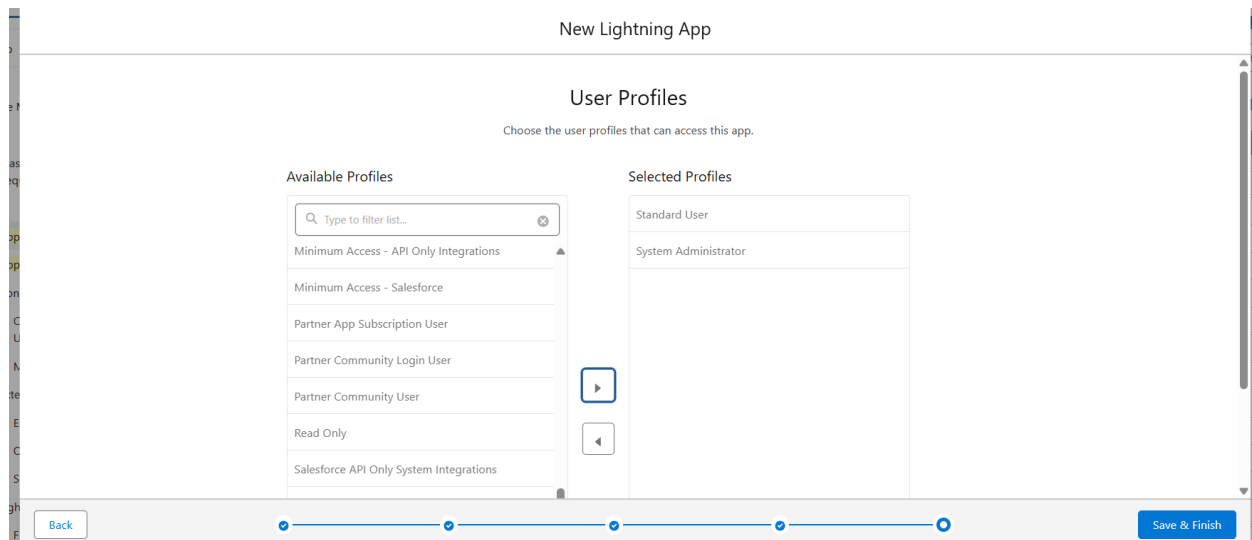 New Lightning App
User Profiles
Choose the user profiles that can access this app.
Available Profiles
Type to filter list...
Minimum Access - API Only Integrations
Minimum Access - Salesforce
Partner App Subscription User
Partner Community Login User
Partner Community User
Read Only
Salesforce API Only System Integrations
Selected Profiles
Standard User
System Administrator
Back
Save & Finish